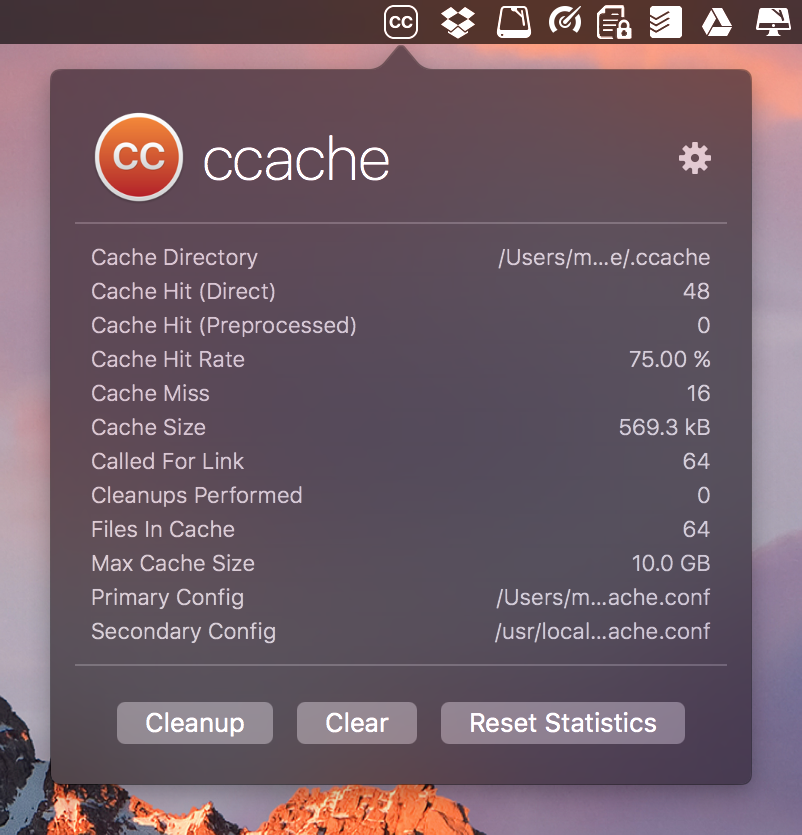 CC
CC ccache
Cache Directory /Users/m...e/.ccache
Cache Hit (Direct) 48
Cache Hit (Preprocessed) 0
Cache Hit Rate 75.00 %
Cache Miss 16
Cache Size 569.3 kB
Called For Link 64
Cleanups Performed 0
Files In Cache 64
Max Cache Size 10.0 GB
Primary Config /Users/m...ache.conf
Secondary Config /usr/local...ache.conf
Cleanup Clear Reset Statistics